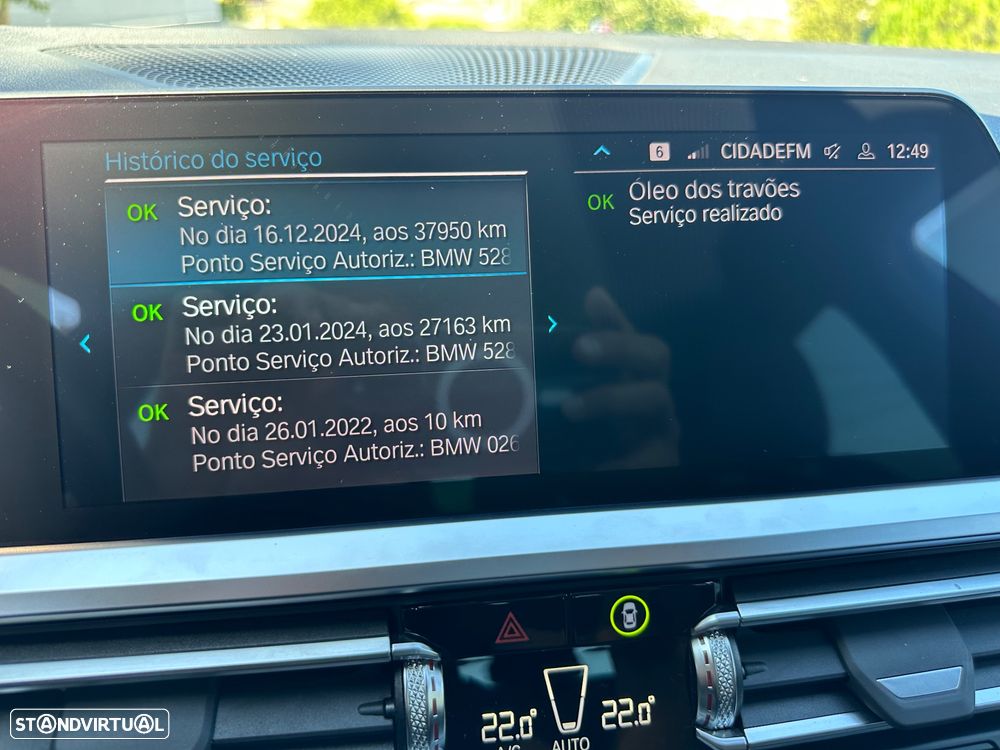 Histórico do serviço
6 CIDADEFM 12:49
OK Serviço:
No dia 16.12.2024, aos 37950 km
Ponto Serviço Autoriz.: BMW 528
OK Serviço:
No dia 23.01.2024, aos 27163 km
Ponto Serviço Autoriz.: BMW 528
OK Serviço:
No dia 26.01.2022, aos 10 km
Ponto Serviço Autoriz.: BMW 026
OK Óleo dos travões
Serviço realizado
22.0° 22.0°
A/C AUTO
STANDVIRTUAL